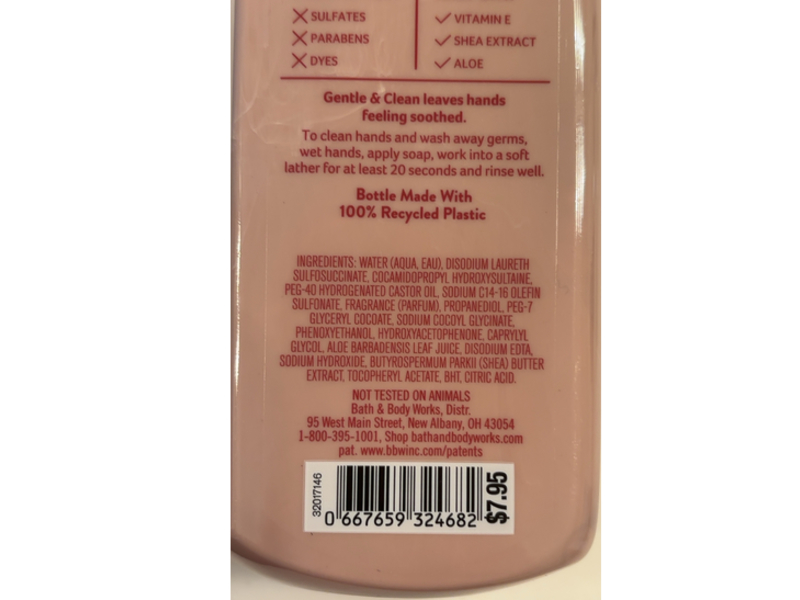 SULFATES
PARABENS
DYES
VITAMIN E
SHEA EXTRACT
ALOE
Gentle & Clean leaves hands
feeling soothed.
To clean hands and wash away germs,
wet hands, apply soap, work into a soft
lather for at least 20 seconds and rinse well.
Bottle Made With
100% Recycled Plastic
INGREDIENTS: WATER (AQUA, EAU), DISODIUM LAURETH
SULFOSUCCINATE, COCAMIDOPROPYL HYDROXYSULTAINE,
PEG-40 HYDROGENATED CASTOR OIL, SODIUM C14-16 OLEFIN
SULFONATE, FRAGRANCE (PARFUM), PROPANEDIOL, PEG-7
GLYCERYL COCOATE, SODIUM COCOYL GLYCINATE,
PHENOXYETHANOL, HYDROXYACETOPHENONE, CAPRYLYL
GLYCOL, ALOE BARBADENSIS LEAF JUICE, DISODIUM EDTA,
SODIUM HYDROXIDE, BUTYROSPERMUM PARKII (SHEA) BUTTER
EXTRACT, TOCOPHERYL ACETATE, BHT, CITRIC ACID.
NOT TESTED ON ANIMALS
Bath & Body Works, Distr.
95 West Main Street, New Albany, OH 43054
1-800-395-1001, Shop bathandbodyworks.com
pat. www.bbwinc.com/patents
32017146
0 667659 324682
$7.95